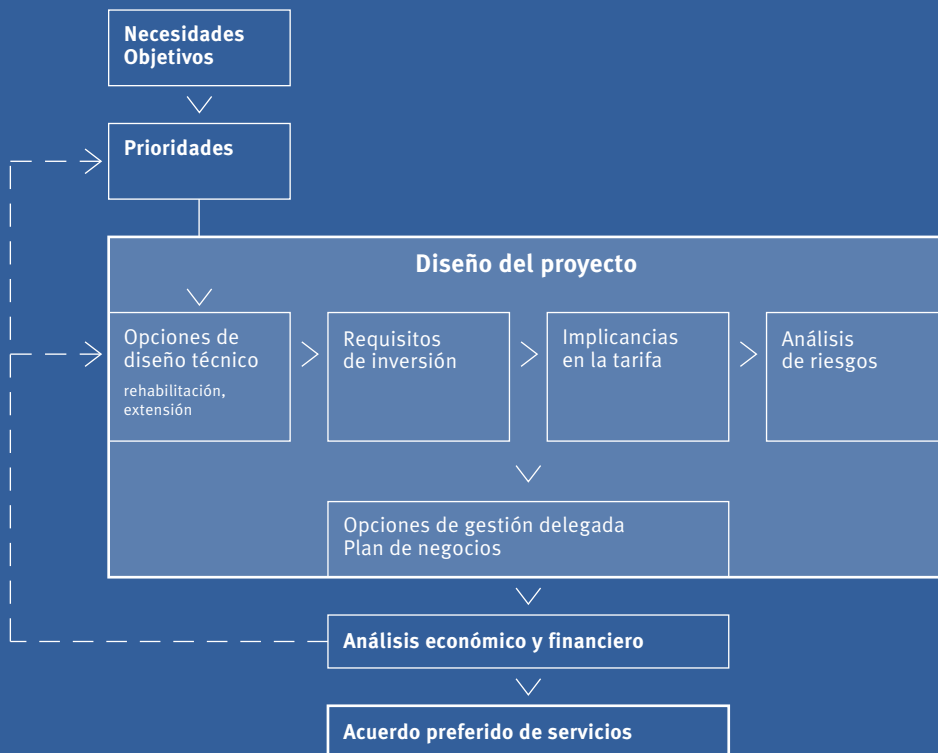 Necesidades
Objetivos
Prioridades
Diseño del proyecto
Opciones de
diseño técnico
rehabilitación,
extensión
Requisitos
de inversión
Implicancias
en la tarifa
Análisis
de riesgos
Opciones de gestión delegada
Plan de negocios
Análisis económico y financiero
Acuerdo preferido de servicios